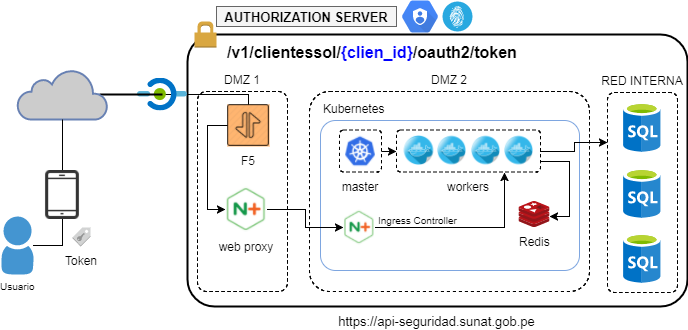 AUTHORIZATION SERVER
/v1/clientessol/{clien_id}/oauth2/token
DMZ 1
DMZ 2
RED INTERNA
Kubernetes
F5
master
workers
SQL
SQL
SQL
N+
web proxy
N+
Ingress Controller
Redis
Token
Usuario
https://api-seguridad.sunat.gob.pe